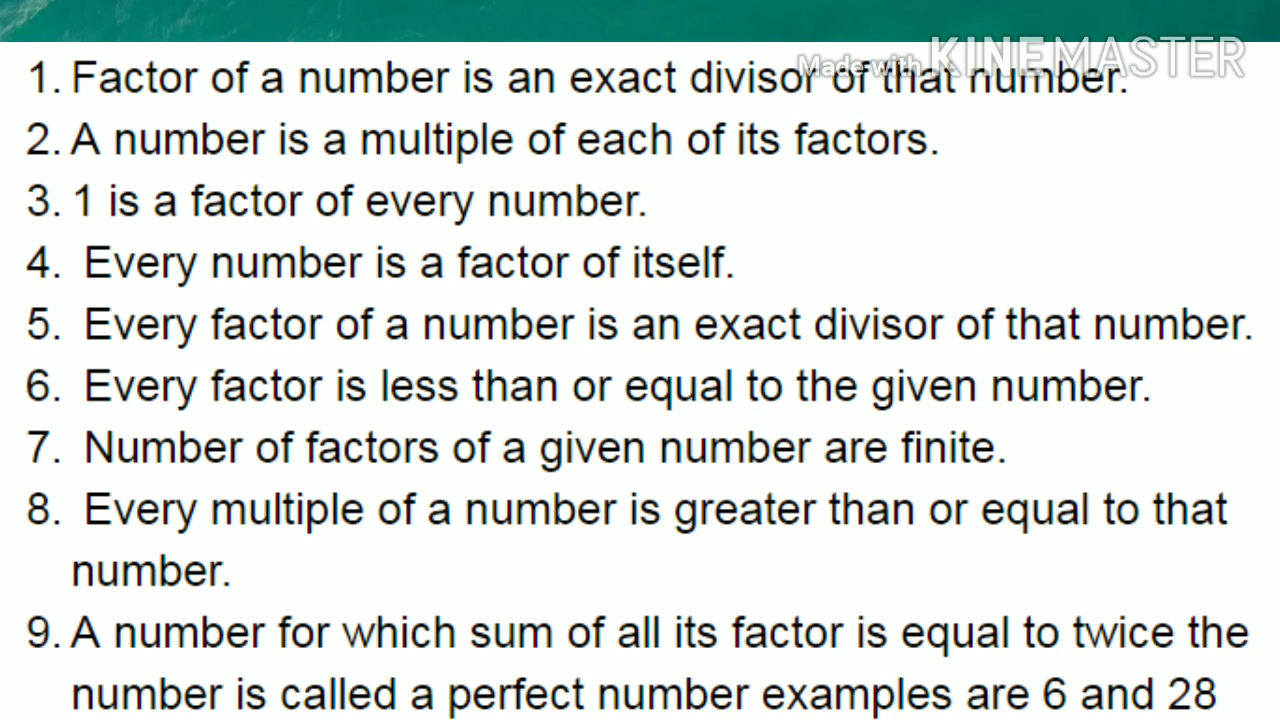 Made with KINEMASTER
1. Factor of a number is an exact divisor of that number.
2. A number is a multiple of each of its factors.
3. 1 is a factor of every number.
4. Every number is a factor of itself.
5. Every factor of a number is an exact divisor of that number.
6. Every factor is less than or equal to the given number.
7. Number of factors of a given number are finite.
8. Every multiple of a number is greater than or equal to that
number.
9. A number for which sum of all its factor is equal to twice the
number is called a perfect number examples are 6 and 28